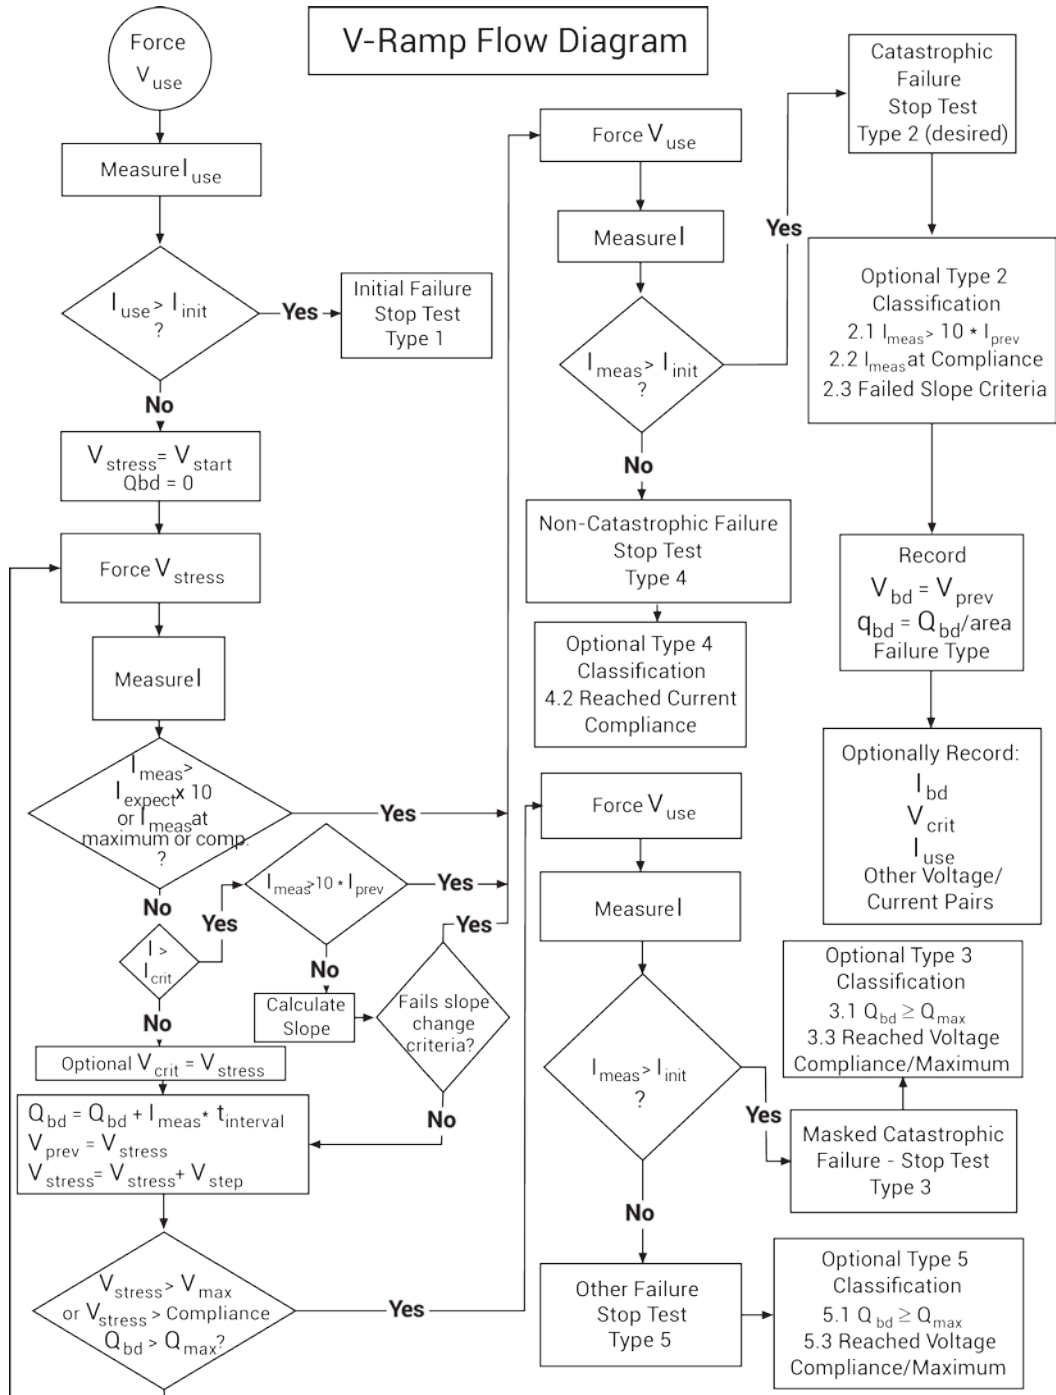 V-Ramp Flow Diagram
Force
V use
Measure I use
I use > I init
?
Yes
Initial Failure
Stop Test
Type 1
No
V stress = V start
Qbd = 0
Force V stress
Measure I
I meas >
I expect x 10
or I meas at
maximum or comp.
?
Yes
No
I >
I crit
Yes
I meas > 10 * I prev
Yes
No
Calculate
Slope
Fails slope
change
criteria?
Yes
No
No
Optional V crit = V stress
Q bd = Q bd + I meas * t interval
V prev = V stress
V stress = V stress + V step
V stress > V max
or V stress > Compliance
Q bd > Q max?
Yes
Force V use
Measure I
I meas > I init
?
Yes
No
Non-Catastrophic Failure
Stop Test
Type 4
Optional Type 4
Classification
4.2 Reached Current
Compliance
Catastrophic
Failure
Stop Test
Type 2 (desired)
Optional Type 2
Classification
2.1 I meas > 10 * I prev
2.2 I meas at Compliance
2.3 Failed Slope Criteria
Record
V bd = V prev
q bd = Q bd /area
Failure Type
Optionally Record:
I bd
V crit
I use
Other Voltage/
Current Pairs
Force V use
Measure I
I meas > I init
?
Yes
Masked Catastrophic
Failure - Stop Test
Type 3
Optional Type 3
Classification
3.1 Q bd ≥ Q max
3.3 Reached Voltage
Compliance/Maximum
No
Other Failure
Stop Test
Type 5
Optional Type 5
Classification
5.1 Q bd ≥ Q max
5.3 Reached Voltage
Compliance/Maximum